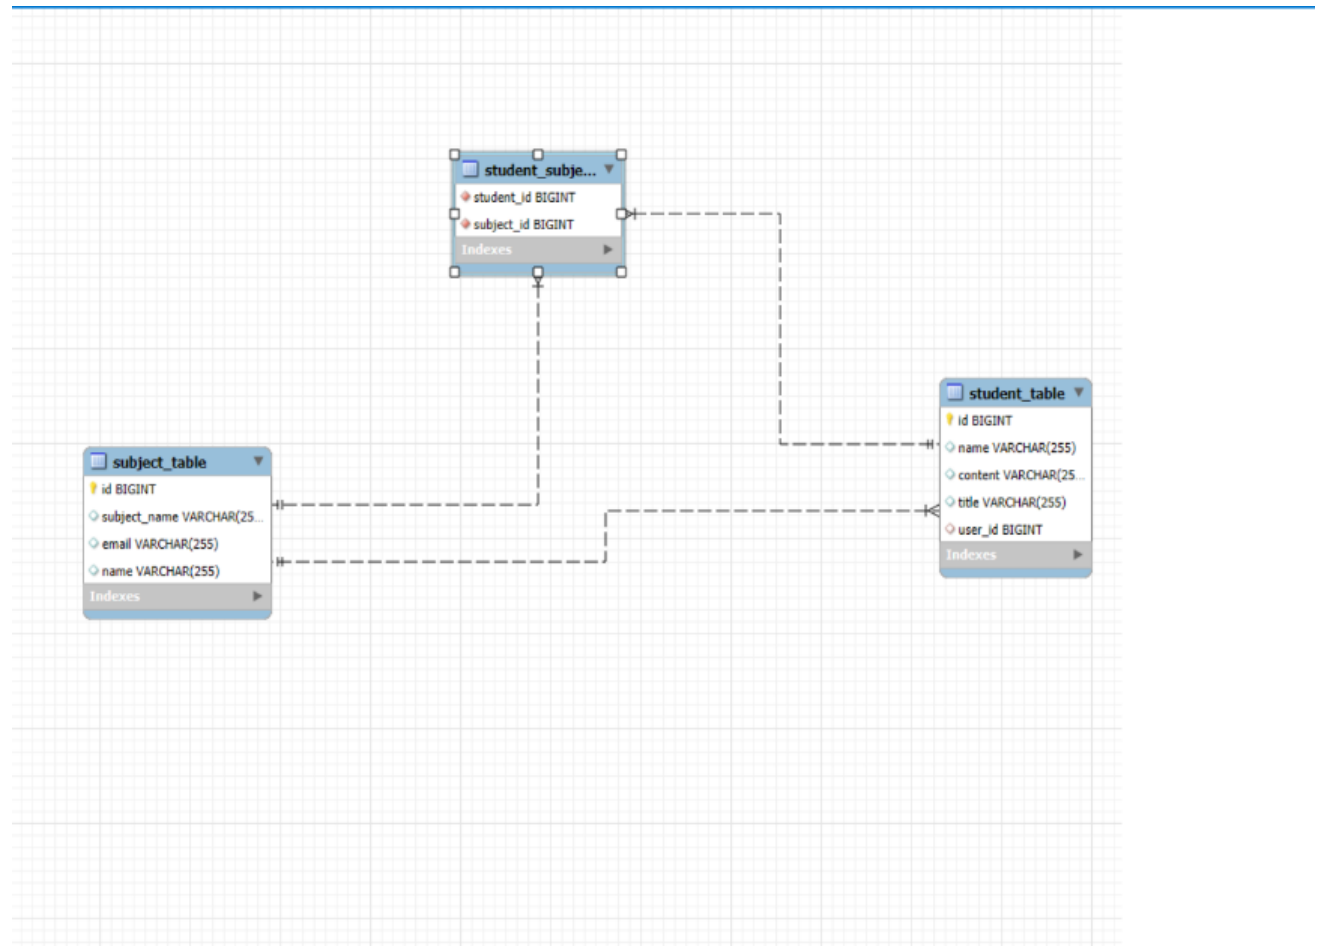 student_subje...
student_id BIGINT
subject_id BIGINT
Indexes
student_table
id BIGINT
name VARCHAR(255)
content VARCHAR(25...
title VARCHAR(255)
user_id BIGINT
Indexes
subject_table
id BIGINT
subject_name VARCHAR(25...
email VARCHAR(255)
name VARCHAR(255)
Indexes